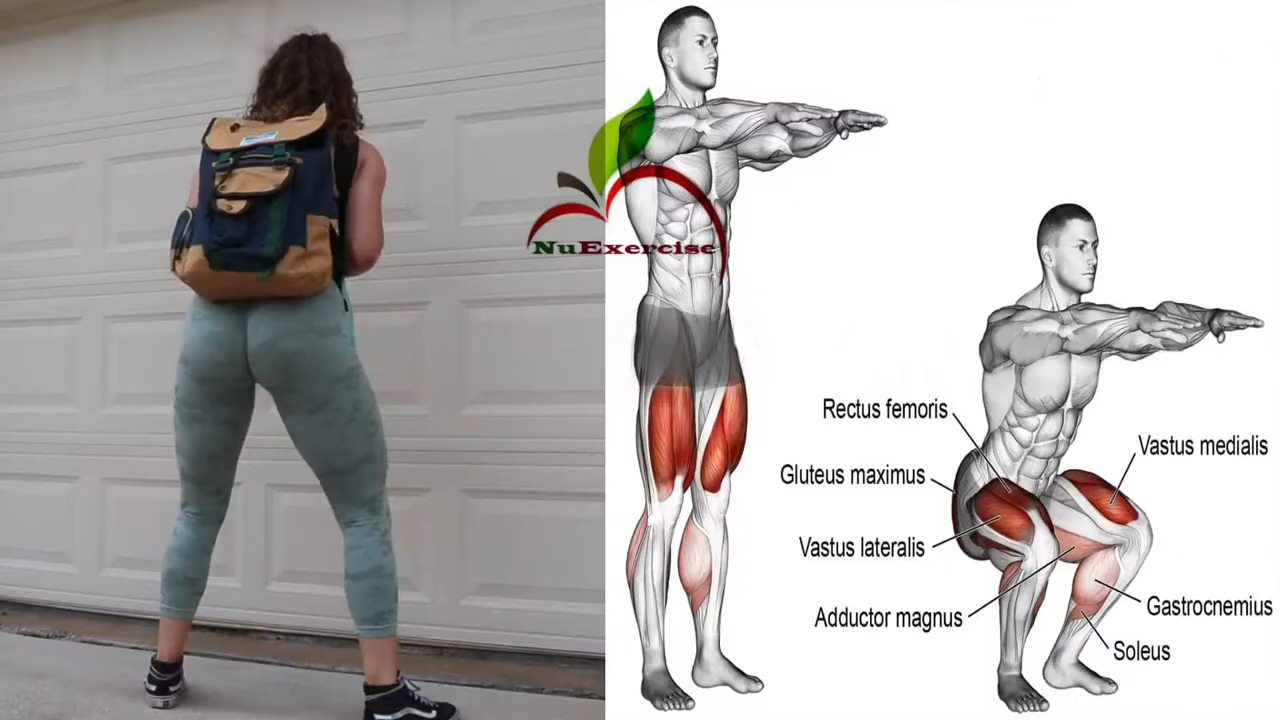 NuExercise
Rectus femoris
Vastus medialis
Gluteus maximus
Vastus lateralis
Adductor magnus
Gastrocnemius
Soleus